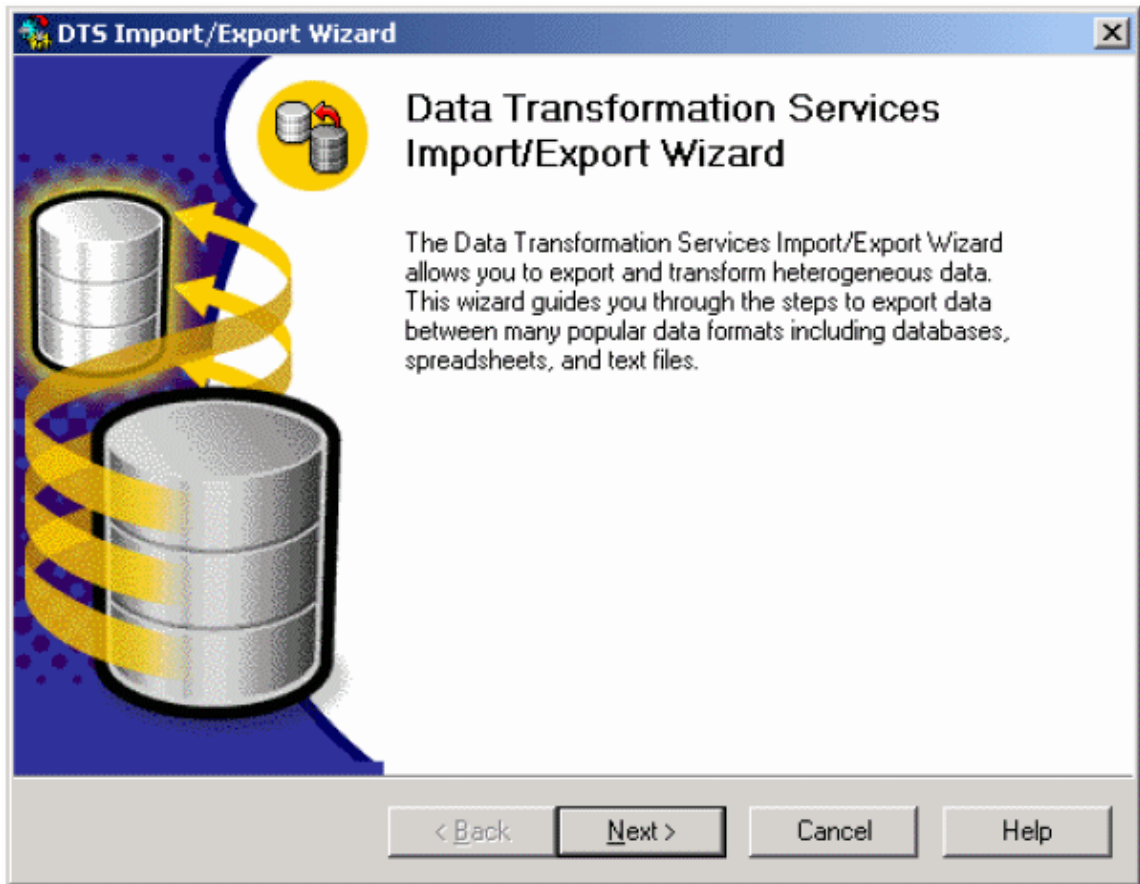 DTS Import/Export Wizard
Data Transformation Services
Import/Export Wizard
The Data Transformation Services Import/Export Wizard
allows you to export and transform heterogeneous data.
This wizard guides you through the steps to export data
between many popular data formats including databases,
spreadsheets, and text files.
< Back
Next >
Cancel
Help